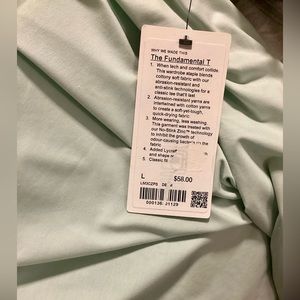 WHY WE MADE THIS
The Fundamental T
1. When tech and comfort collide.
This wardrobe staple blends
cottony soft fabric with our
abrasion-resistant and
anti-stink technologies for a
classic tee that'll last
2. Abrasion-resistant yarns are
intertwined with cotton yarns
to create a soft-yet-tough,
quick-drying fabric
3. More wearing, less washing.
This garment was treated with
our No-Stink Zinc™ technology
to inhibit the growth of
odour-causing bacteria on the
fabric
4. Added Lycra®
and shape
5. Classic fit
L $58.00